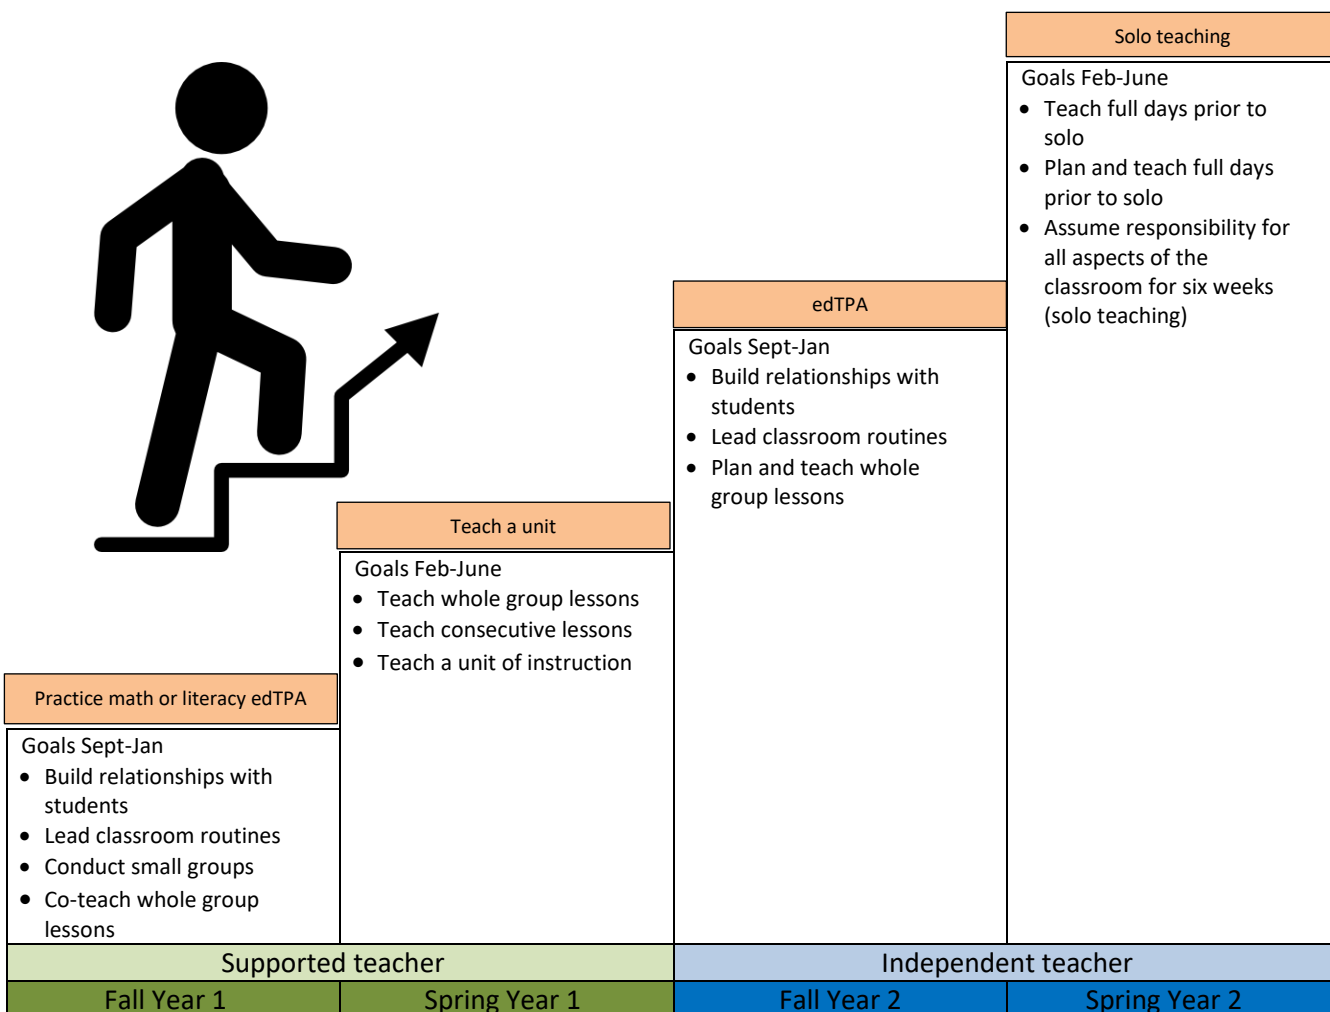 Solo teaching
Goals Feb-June
• Teach full days prior to
solo
• Plan and teach full days
prior to solo
• Assume responsibility for
all aspects of the
classroom for six weeks
(solo teaching)
edTPA
Goals Sept-Jan
• Build relationships with
students
• Lead classroom routines
• Plan and teach whole
group lessons
Teach a unit
Goals Feb-June
• Teach whole group lessons
• Teach consecutive lessons
• Teach a unit of instruction
Practice math or literacy edTPA
Goals Sept-Jan
• Build relationships with
students
• Lead classroom routines
• Conduct small groups
• Co-teach whole group
lessons
Supported teacher
Independent teacher
Fall Year 1
Spring Year 1
Fall Year 2
Spring Year 2